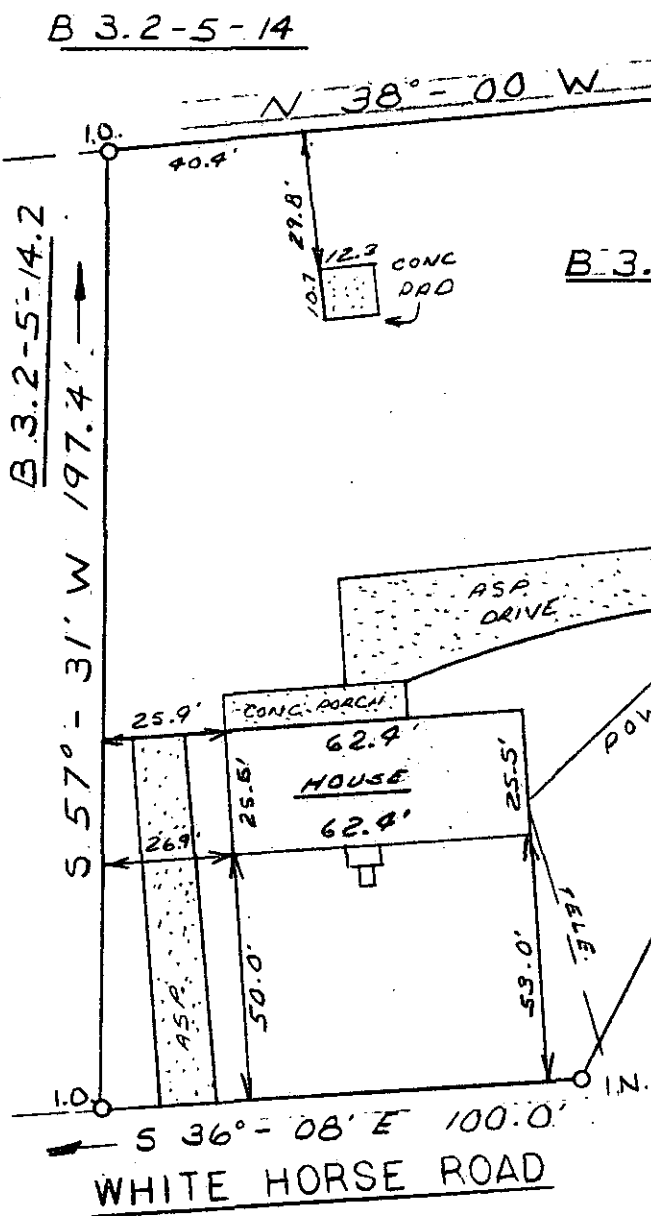 B 3.2-5-14
N 38°-00 W
I.O.
40.4'
29.8'
12.3
10.7
CONC
PAD
B 3.
B 3.2-5-14.2
S 57°-31' W 197.4'
ASP.
DRIVE
CONC. PORCH
25.9'
62.4'
25.5'
HOUSE
25.5'
62.4'
26.9'
POW
TELE
50.0'
53.0'
ASP.
I.O.
I.N.
S 36°-08' E 100.0'
WHITE HORSE ROAD